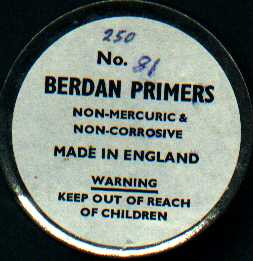 250
No. 81
BERDAN PRIMERS
NON-MERCURIC &
NON-CORROSIVE
MADE IN ENGLAND
WARNING
KEEP OUT OF REACH
OF CHILDREN